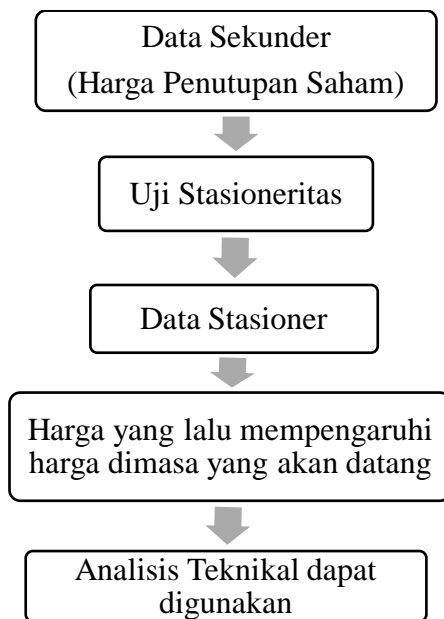 Data Sekunder
(Harga Penutupan Saham)
Uji Stasioneritas
Data Stasioner
Harga yang lalu mempengaruhi
harga dimasa yang akan datang
Analisis Teknikal dapat
digunakan